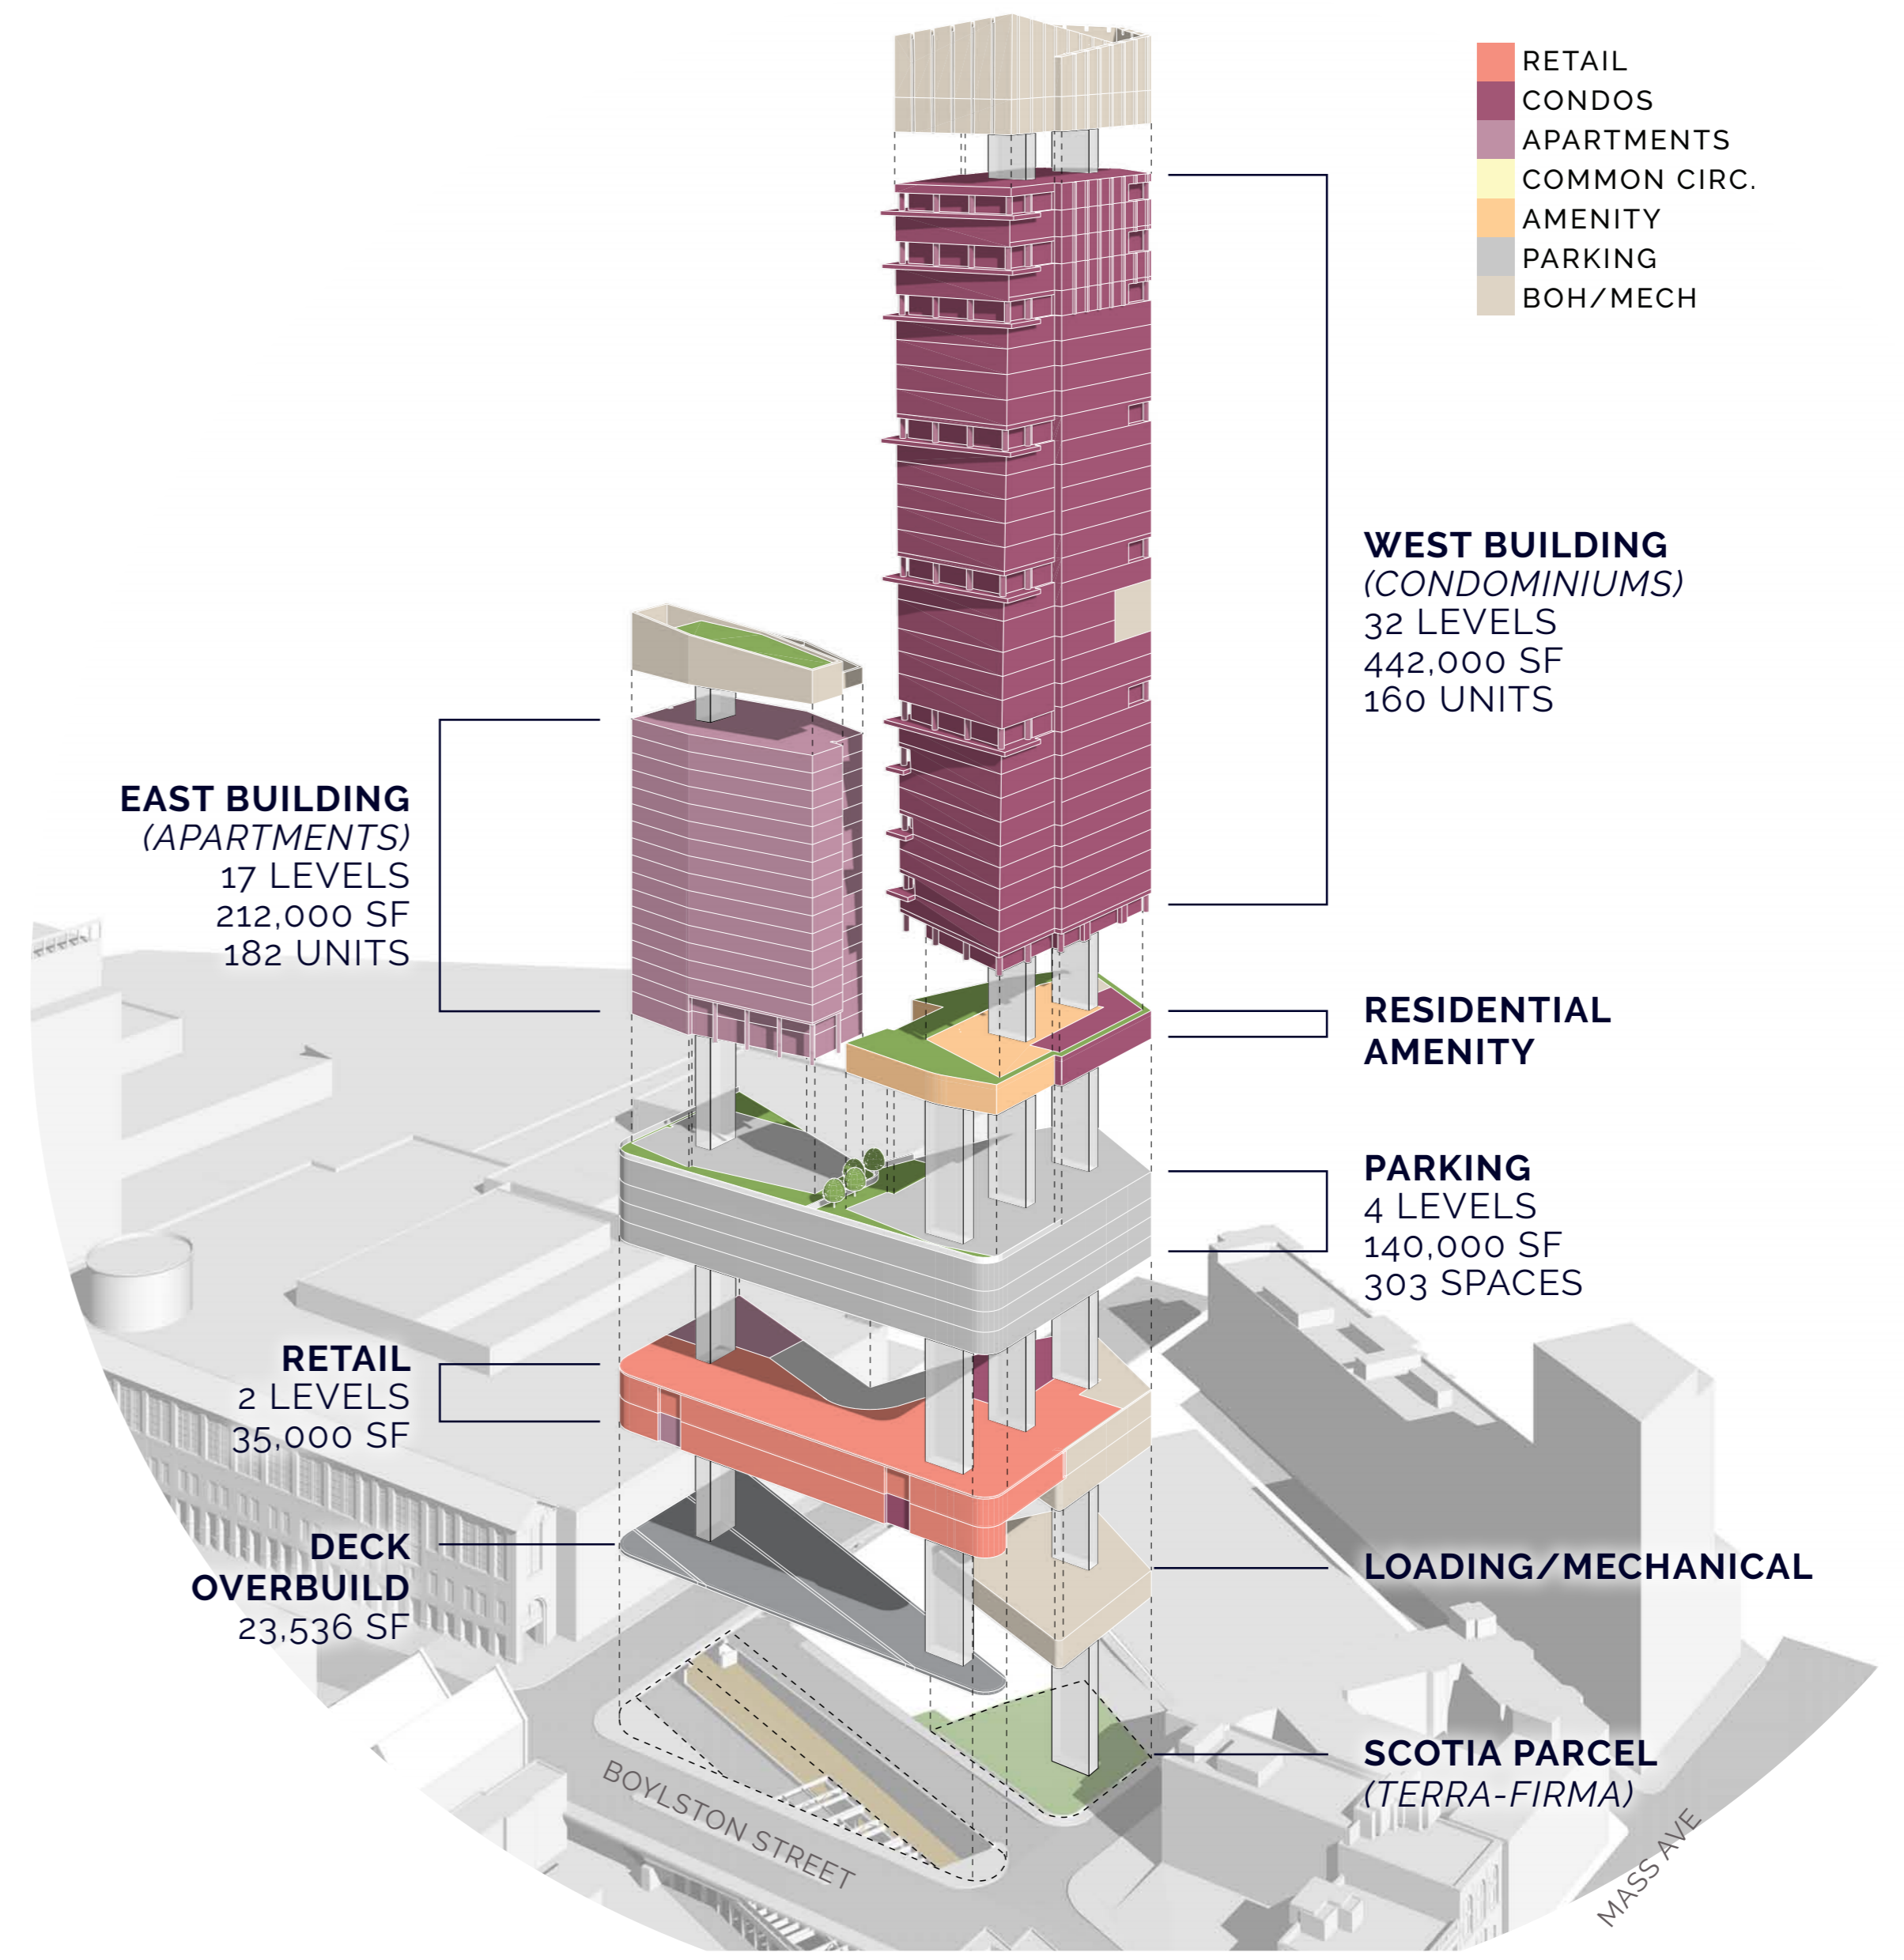 RETAIL
CONDOS
APARTMENTS
COMMON CIRC.
AMENITY
PARKING
BOH/MECH
WEST BUILDING
(CONDOMINIUMS)
32 LEVELS
442,000 SF
160 UNITS
EAST BUILDING
(APARTMENTS)
17 LEVELS
212,000 SF
182 UNITS
RESIDENTIAL
AMENITY
PARKING
4 LEVELS
140,000 SF
303 SPACES
RETAIL
2 LEVELS
35,000 SF
DECK
OVERBUILD
23,536 SF
LOADING/MECHANICAL
SCOTIA PARCEL
(TERRA-FIRMA)
BOYLSTON STREET
MASS AVE